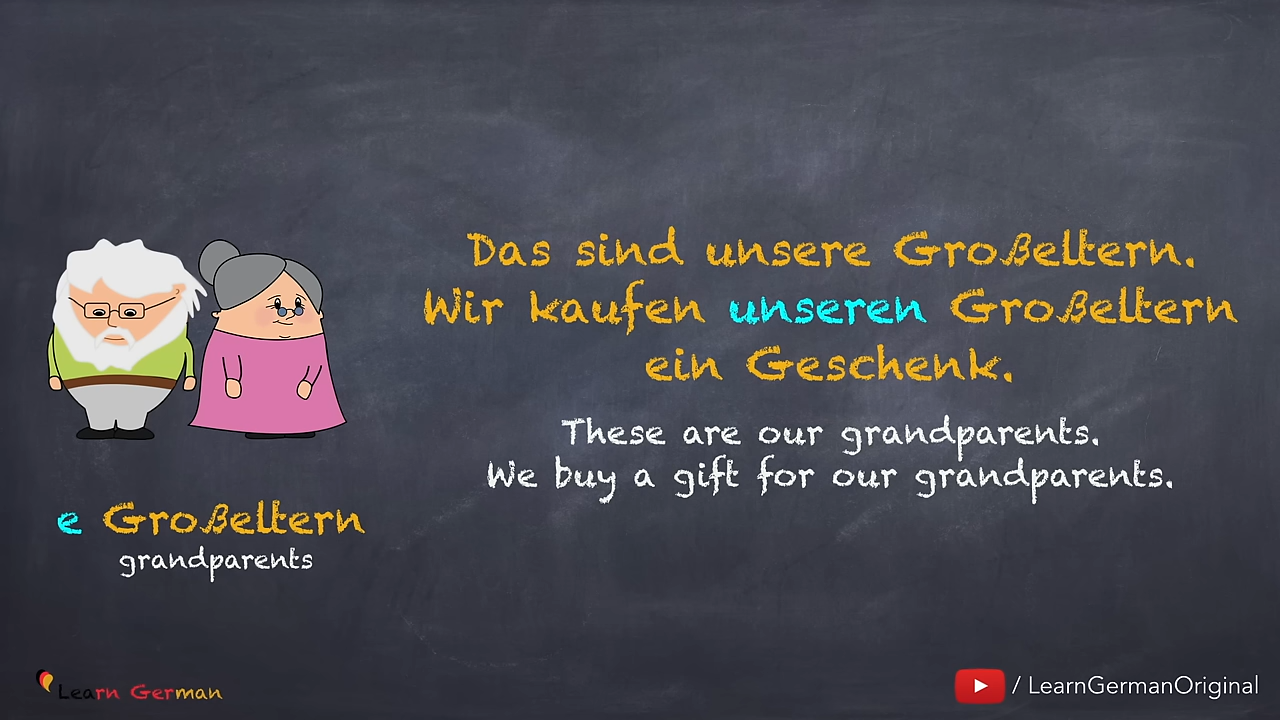 Das sind unsere Großeltern.
Wir kaufen unseren Großeltern
ein Geschenk.
These are our grandparents.
We buy a gift for our grandparents.
e Großeltern
grandparents
Learn German
/ LearnGermanOriginal